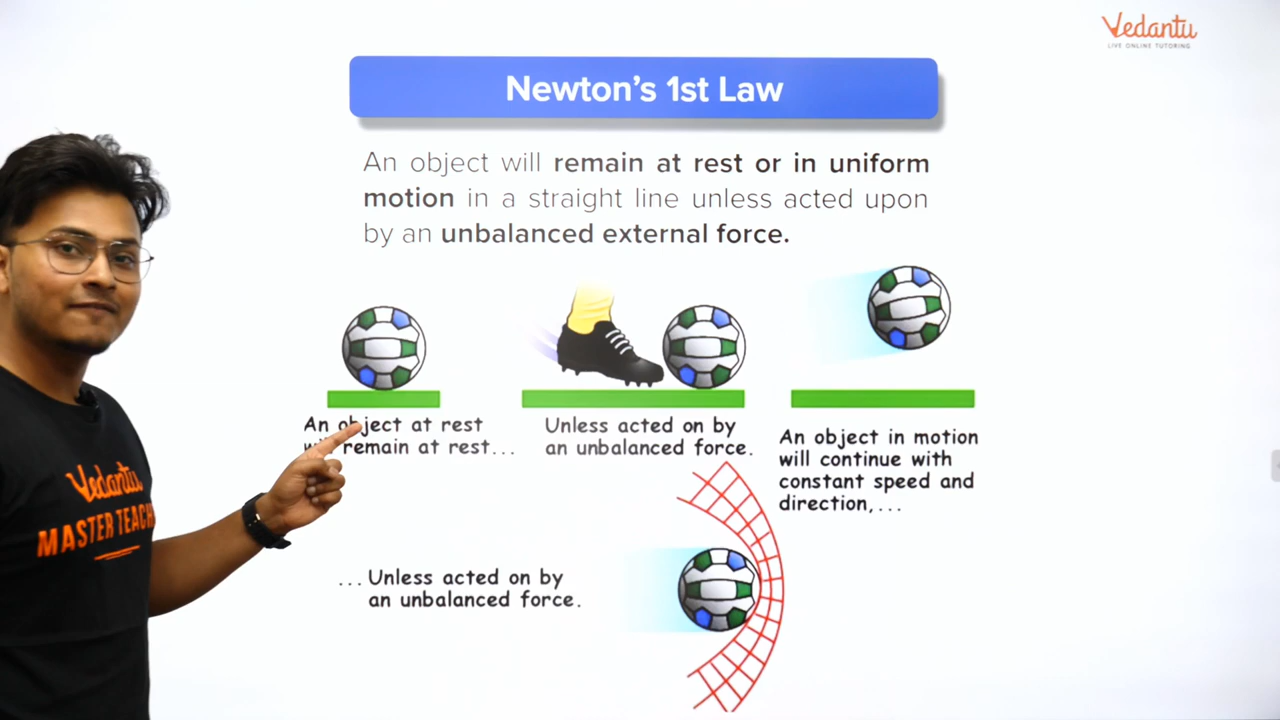 Vedantu
LIVE ONLINE TUTORING
Newton's 1st Law
An object will remain at rest or in uniform
motion in a straight line unless acted upon
by an unbalanced external force.
An object at rest
remain at rest...
Unless acted on by
an unbalanced force.
An object in motion
will continue with
constant speed and
direction,...
... Unless acted on by
an unbalanced force.
Vedantu
MASTER TEACH